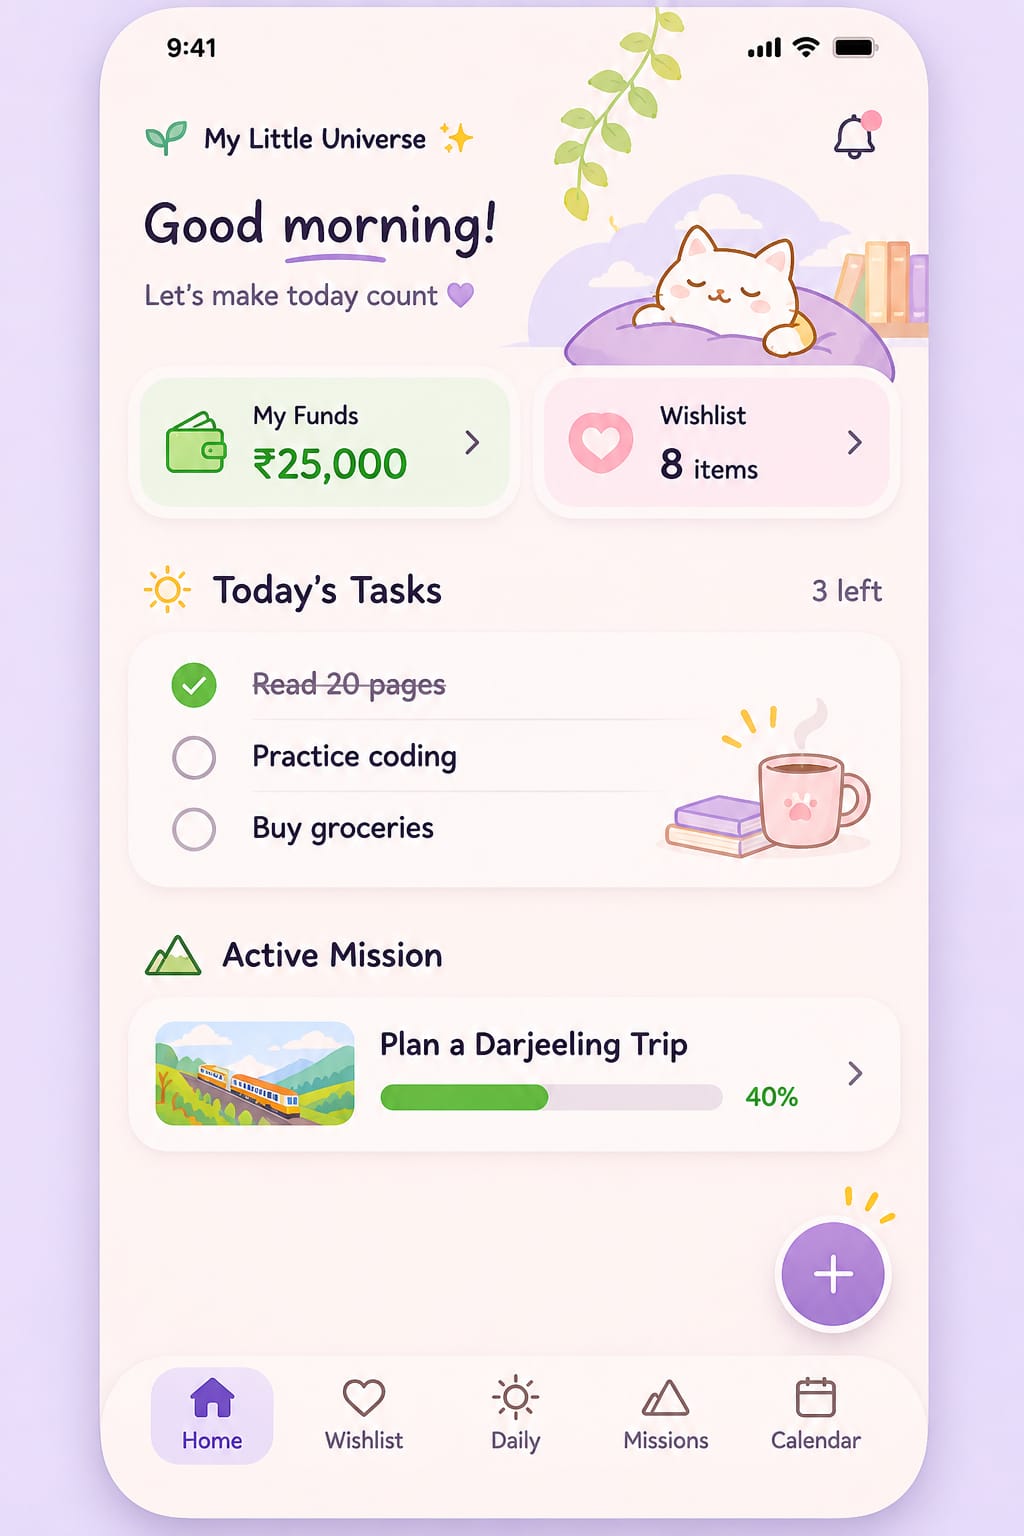 9:41
My Little Universe
Good morning!
Let's make today count
My Funds
₹25,000
Wishlist
8 items
Today's Tasks
3 left
Read 20 pages
Practice coding
Buy groceries
Active Mission
Plan a Darjeeling Trip
40%
Home
Wishlist
Daily
Missions
Calendar